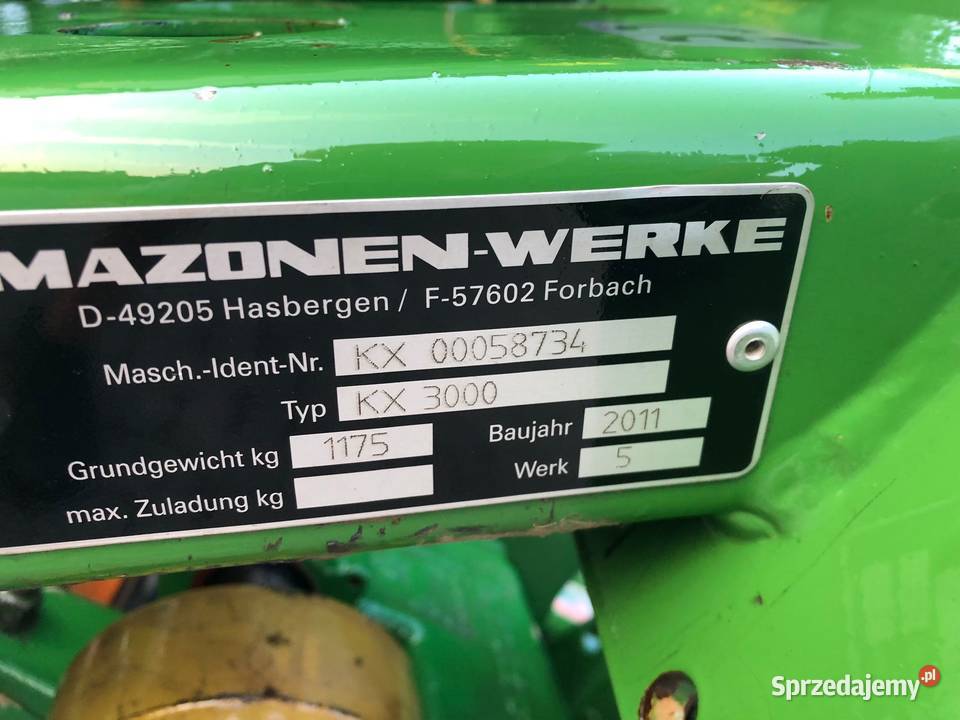 MAZONEN-WERKE
D-49205 Hasbergen / F-57602 Forbach
Masch.-Ident-Nr. KX 00058734
Typ KX 3000
Grundgewicht kg 1175 Baujahr 2011
max. Zuladung kg Werk 5
Sprzedajemy.pl